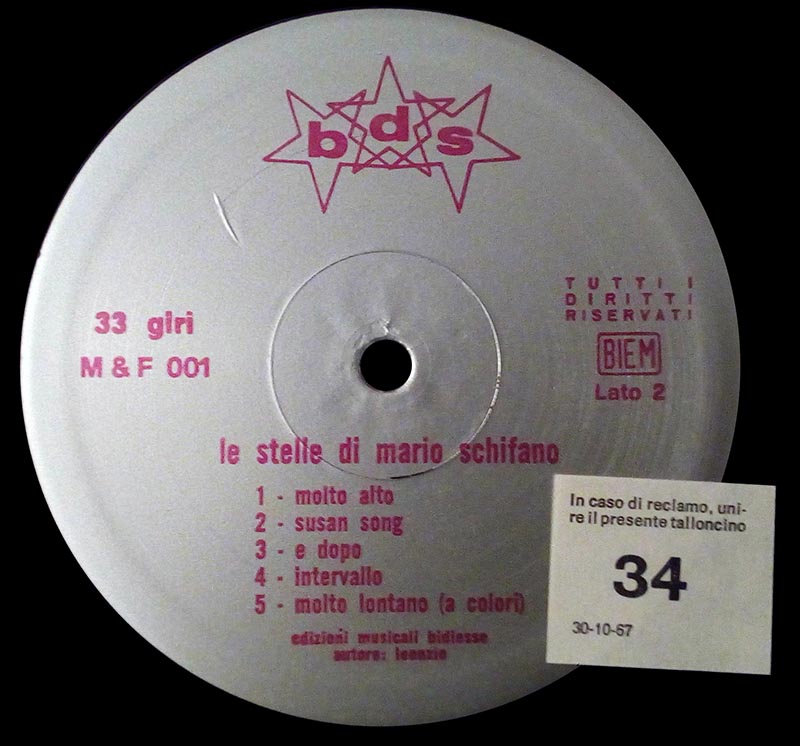 bds
TUTTI I
DIRITTI
RISERVATI
33 giri
BIEM
M & F 001
Lato 2
le stelle di mario schifano
1 - molto alto
2 - susan song
3 - e dopo
4 - intervallo
5 - molto lontano (a colori)
edizioni musicali bidiesse
autore: leonzio
In caso di reclamo, uni-
re il presente talloncino
34
30-10-67